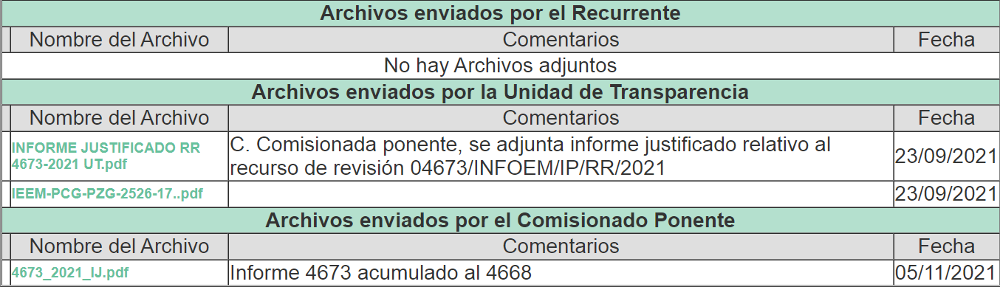 Archivos enviados por el Recurrente
Nombre del Archivo Comentarios Fecha
No hay Archivos adjuntos
Archivos enviados por la Unidad de Transparencia
Nombre del Archivo Comentarios Fecha
INFORME JUSTIFICADO RR
4673-2021 UT.pdf
C. Comisionada ponente, se adjunta informe justificado relativo al
recurso de revisión 04673/INFOEM/IP/RR/2021
23/09/2021
IEEM-PCG-PZG-2526-17..pdf 23/09/2021
Archivos enviados por el Comisionado Ponente
Nombre del Archivo Comentarios Fecha
4673_2021_IJ.pdf Informe 4673 acumulado al 4668 05/11/2021